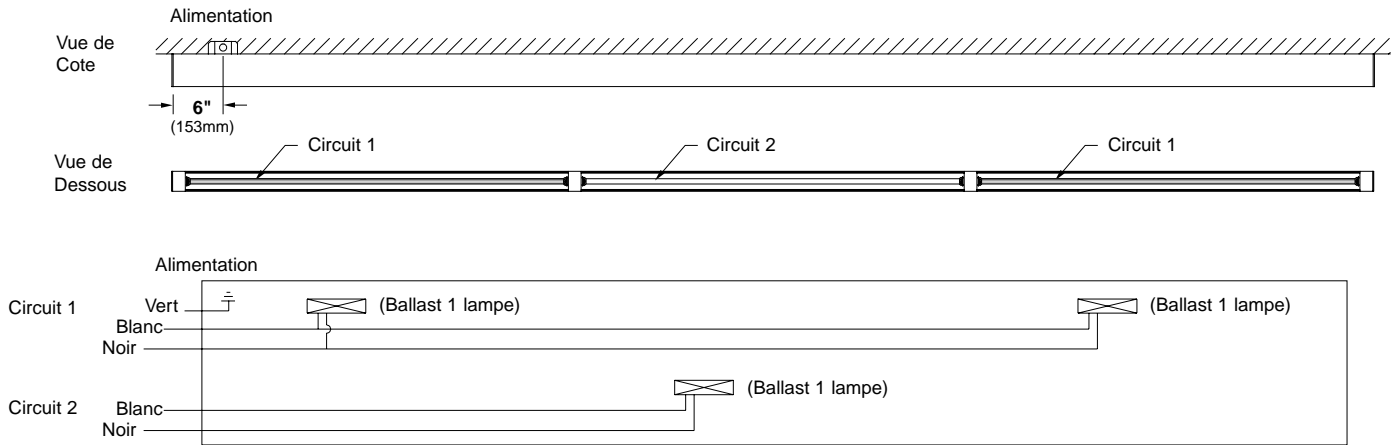 Alimentation
Vue de
Cote
6"
(153mm)
Circuit 1
Circuit 2
Circuit 1
Vue de
Dessous
Alimentation
Circuit 1
Vert
(Ballast 1 lampe)
(Ballast 1 lampe)
Blanc
Noir
(Ballast 1 lampe)
Circuit 2
Blanc
Noir